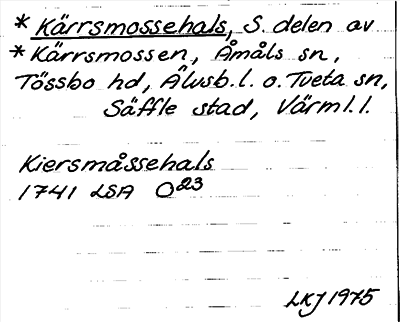 * Kärrsmossehals, S. delen av
* Kärrsmossen, Åmåls sn,
Tössbo hd, Älvsb.l. o. Tveta sn,
Säffle stad, Värml.l.
Kiersmåssehals
1741 LSA O23
LKJ 1975